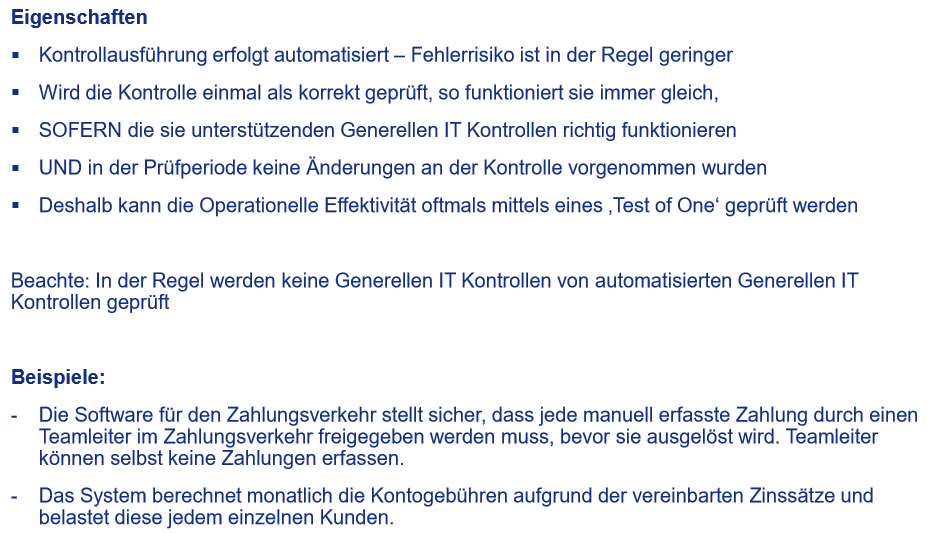 Eigenschaften
▪ Kontrollausführung erfolgt automatisiert – Fehlerrisiko ist in der Regel geringer
▪ Wird die Kontrolle einmal als korrekt geprüft, so funktioniert sie immer gleich,
▪ SOFERN die sie unterstützenden Generellen IT Kontrollen richtig funktionieren
▪ UND in der Prüfperiode keine Änderungen an der Kontrolle vorgenommen wurden
▪ Deshalb kann die Operationelle Effektivität oftmals mittels eines ‚Test of One‘ geprüft werden
Beachte: In der Regel werden keine Generellen IT Kontrollen von automatisierten Generellen IT
Kontrollen geprüft
Beispiele:
- Die Software für den Zahlungsverkehr stellt sicher, dass jede manuell erfasste Zahlung durch einen
Teamleiter im Zahlungsverkehr freigegeben werden muss, bevor sie ausgelöst wird. Teamleiter
können selbst keine Zahlungen erfassen.
- Das System berechnet monatlich die Kontogebühren aufgrund der vereinbarten Zinssätze und
belastet diese jedem einzelnen Kunden.